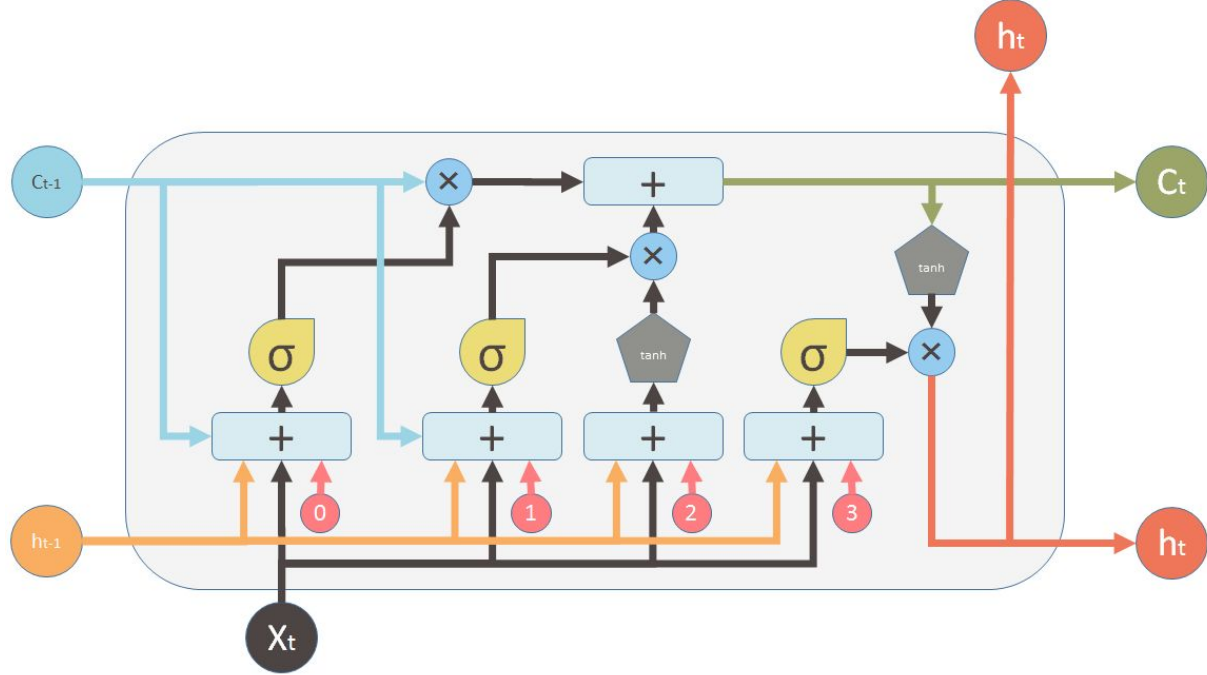 ht
Ct-1
×
+
Ct
tanh
×
σ
σ
tanh
σ
×
+
+
+
+
0
1
2
3
ht-1
ht
Xt